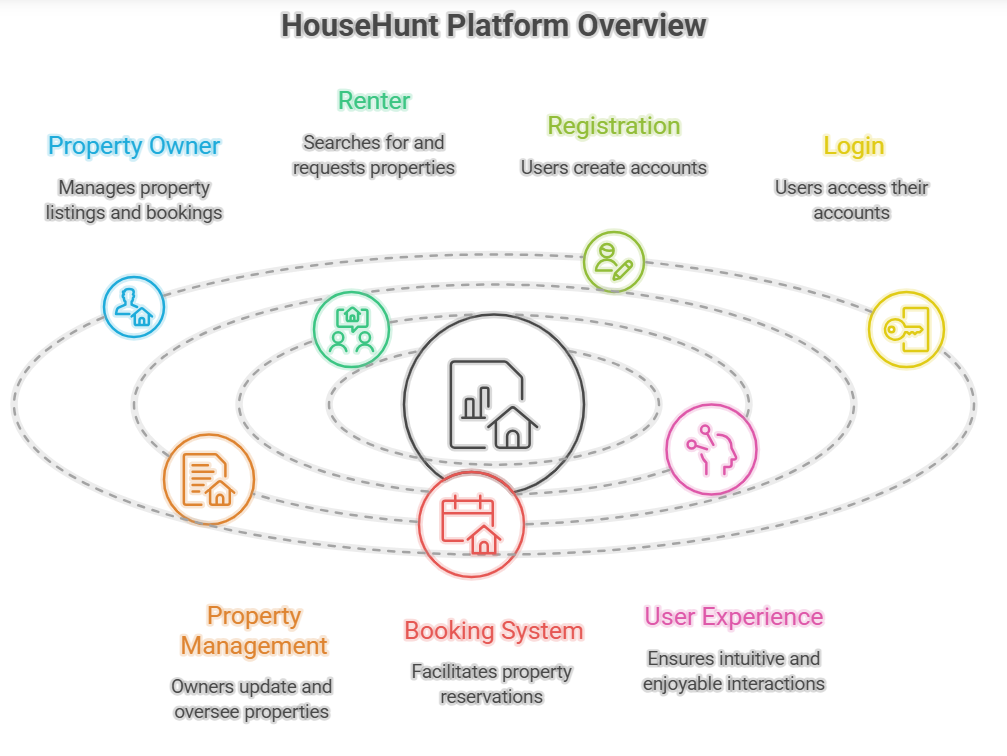 HouseHunt Platform Overview
Renter
Searches for and
requests properties
Registration
Users create accounts
Property Owner
Manages property
listings and bookings
Login
Users access their
accounts
Property
Management
Owners update and
oversee properties
Booking System
Facilitates property
reservations
User Experience
Ensures intuitive and
enjoyable interactions